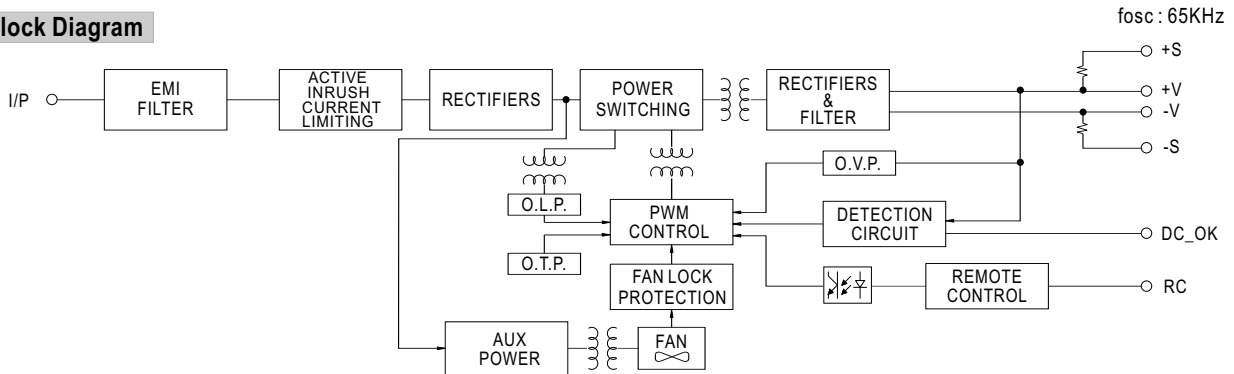 lock Diagram
fosc : 65KHz
I/P
EMI
FILTER
ACTIVE
INRUSH
CURRENT
LIMITING
RECTIFIERS
POWER
SWITCHING
RECTIFIERS
&
FILTER
+S
+V
-V
-S
O.V.P.
O.L.P.
PWM
CONTROL
DETECTION
CIRCUIT
DC_OK
O.T.P.
FAN LOCK
PROTECTION
REMOTE
CONTROL
RC
AUX
POWER
FAN